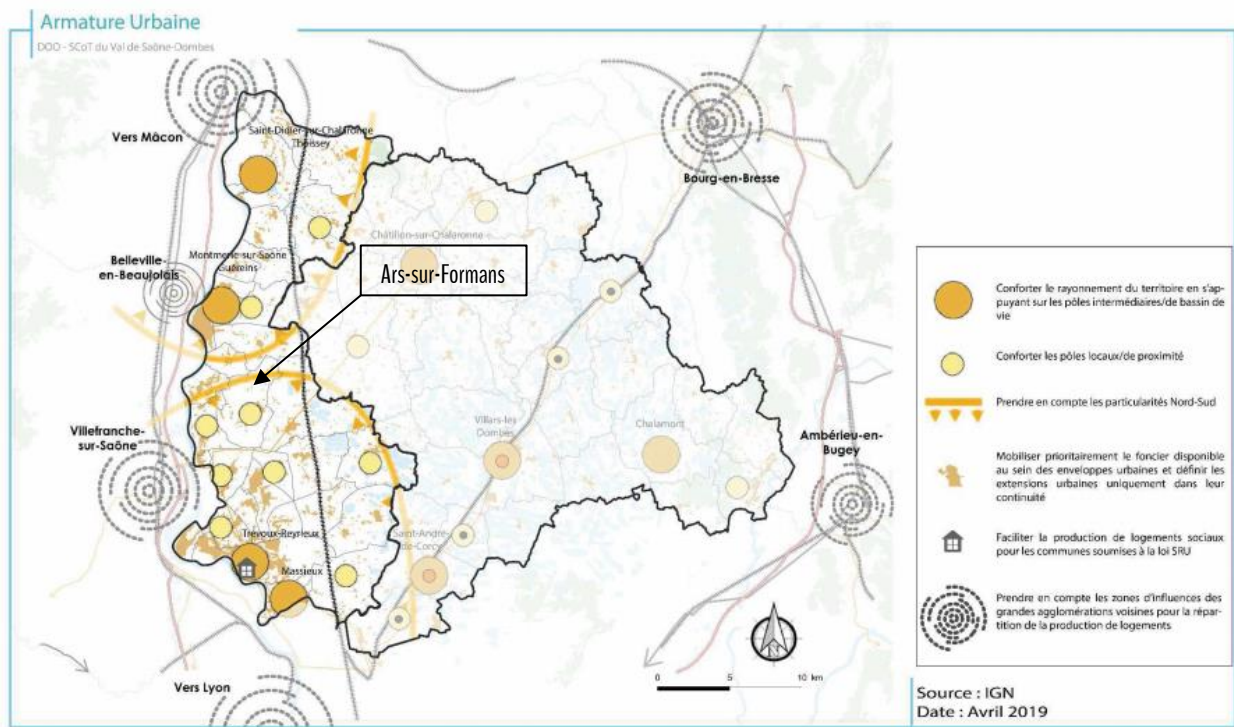 Armature Urbaine
DOO - SCoT du Val de Saône-Dombes
Vers Mâcon
Saint-Didier-sur-Chalaronne
Thoissey
Bourg-en-Bresse
Châtillon-sur-Chalaronne
Belleville-
en-Beaujolais
Montmerle-sur-Saône
Guéreins
Ars-sur-Formans
Villefranche-
sur-Saône
Villars-les
Dombes
Chalamont
Ambérieu-en-
Bugey
Trévoux-Reyrieux
Massieux
Saint-André
de-Corcy
Vers Lyon
0 5 10 km
Conforter le rayonnement du territoire en s'ap-
puyant sur les pôles intermédiaires/de bassin de
vie
Conforter les pôles locaux/de proximité
Prendre en compte les particularités Nord-Sud
Mobiliser prioritairement le foncier disponible
au sein des enveloppes urbaines et définir les
extensions urbaines uniquement dans leur
continuité
Faciliter la production de logements sociaux
pour les communes soumises à la loi SRU
Prendre en compte les zones d'influences des
grandes agglomérations voisines pour la répar-
tition de la production de logements
Source : IGN
Date : Avril 2019